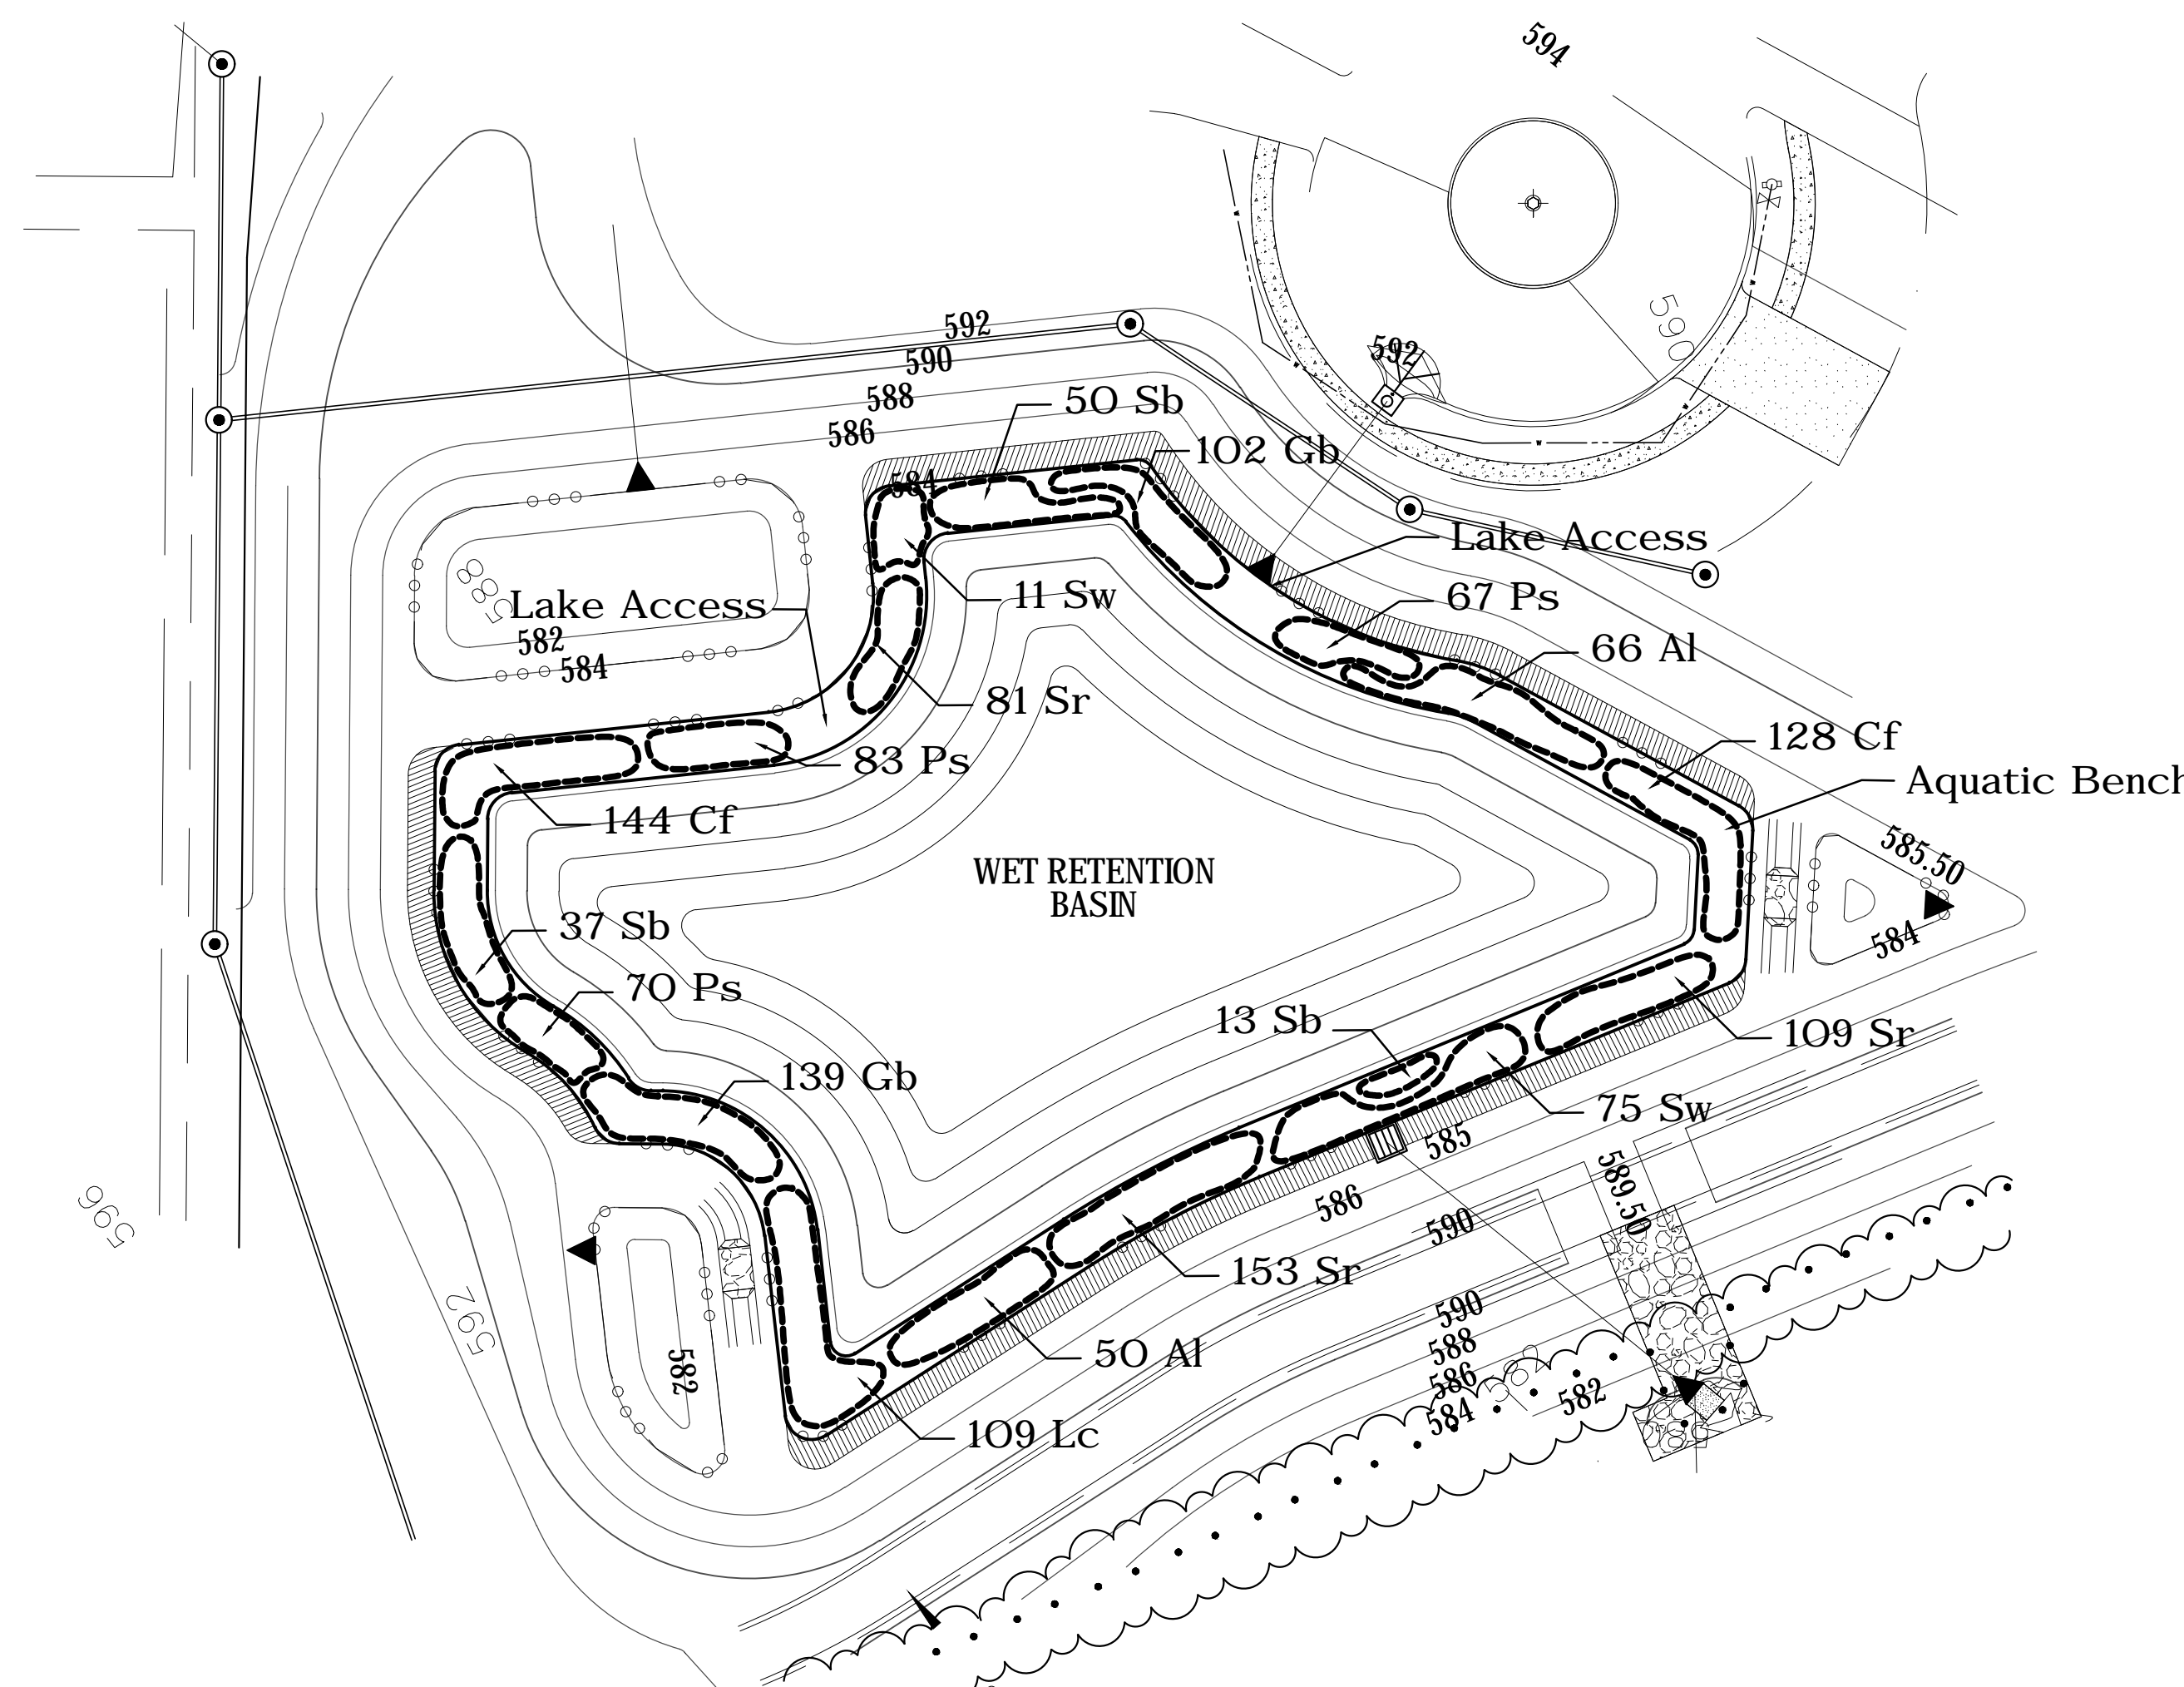 594
592
590
588
586
592
590
50 Sb
102 Gb
584
Lake Access
11 Sw
67 Ps
588
Lake Access
582
584
66 Al
81 Sr
83 Ps
128 Cf
Aquatic Bench
144 Cf
585.50
WET RETENTION
BASIN
584
37 Sb
70 Ps
13 Sb
109 Sr
139 Gb
75 Sw
585
589.50
586
590
596
592
153 Sr
590
588
586
584
582
50 Al
582
109 Lc